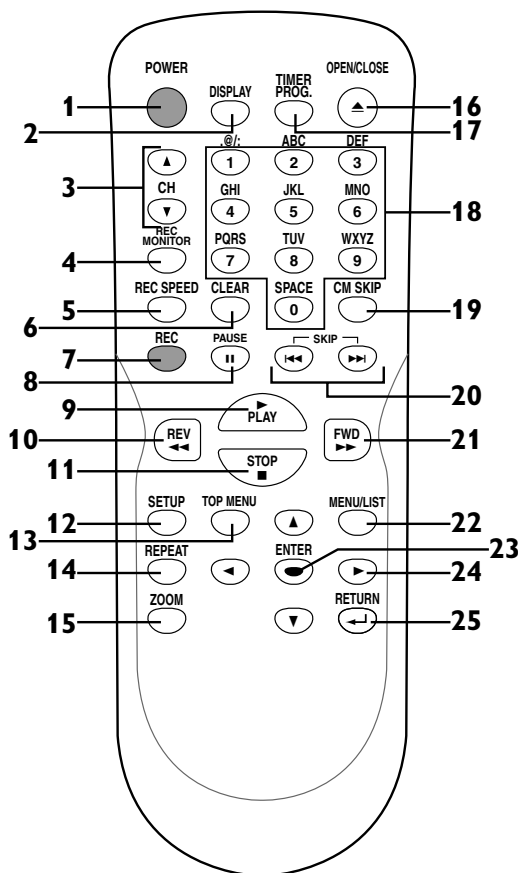 POWER
DISPLAY
TIMER
PROG.
OPEN/CLOSE
1
2
16
17
.@/:
ABC
DEF
1
2
3
3
CH
GHI
JKL
MNO
4
5
6
18
REC
MONITOR
4
PQRS
TUV
WXYZ
7
8
9
REC SPEED
CLEAR
SPACE
CM SKIP
5
6
0
19
REC
PAUSE
SKIP
7
8
20
9
PLAY
10
REV
FWD
21
11
STOP
SETUP
TOP MENU
MENU/LIST
12
13
22
REPEAT
ENTER
23
14
24
ZOOM
RETURN
15
25